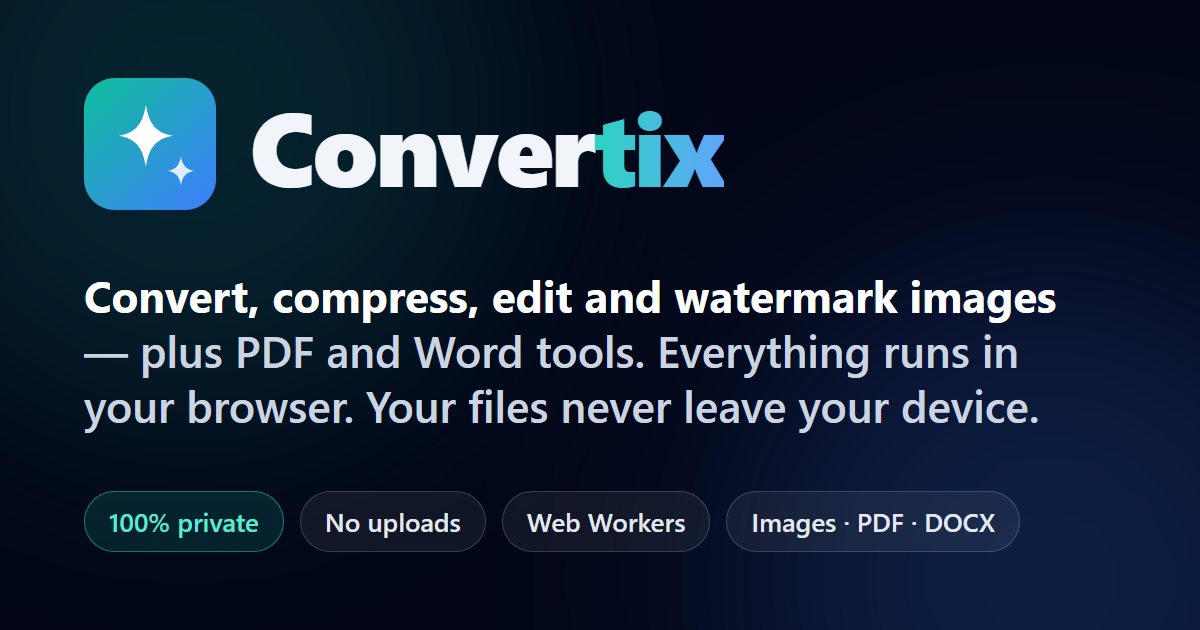 Convertix
Convert, compress, edit and watermark images
— plus PDF and Word tools. Everything runs in
your browser. Your files never leave your device.
100% private
No uploads
Web Workers
Images · PDF · DOCX